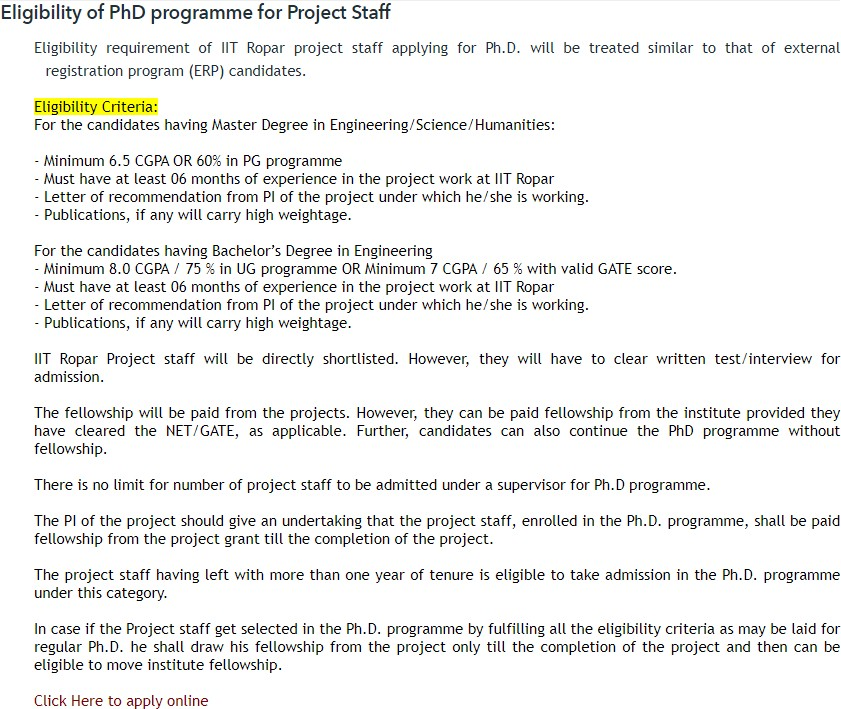 Eligibility of PhD programme for Project Staff
Eligibility requirement of IIT Ropar project staff applying for Ph.D. will be treated similar to that of external
registration program (ERP) candidates.
Eligibility Criteria:
For the candidates having Master Degree in Engineering/Science/Humanities:
- Minimum 6.5 CGPA OR 60% in PG programme
- Must have at least 06 months of experience in the project work at IIT Ropar
- Letter of recommendation from PI of the project under which he/she is working.
- Publications, if any will carry high weightage.
For the candidates having Bachelor's Degree in Engineering
- Minimum 8.0 CGPA / 75 % in UG programme OR Minimum 7 CGPA / 65 % with valid GATE score.
- Must have at least 06 months of experience in the project work at IIT Ropar
- Letter of recommendation from PI of the project under which he/she is working.
- Publications, if any will carry high weightage.
IIT Ropar Project staff will be directly shortlisted. However, they will have to clear written test/interview for
admission.
The fellowship will be paid from the projects. However, they can be paid fellowship from the institute provided they
have cleared the NET/GATE, as applicable. Further, candidates can also continue the PhD programme without
fellowship.
There is no limit for number of project staff to be admitted under a supervisor for Ph.D programme.
The PI of the project should give an undertaking that the project staff, enrolled in the Ph.D. programme, shall be paid
fellowship from the project grant till the completion of the project.
The project staff having left with more than one year of tenure is eligible to take admission in the Ph.D. programme
under this category.
In case if the Project staff get selected in the Ph.D. programme by fulfilling all the eligibility criteria as may be laid for
regular Ph.D. he shall draw his fellowship from the project only till the completion of the project and then can be
eligible to move institute fellowship.
Click Here to apply online